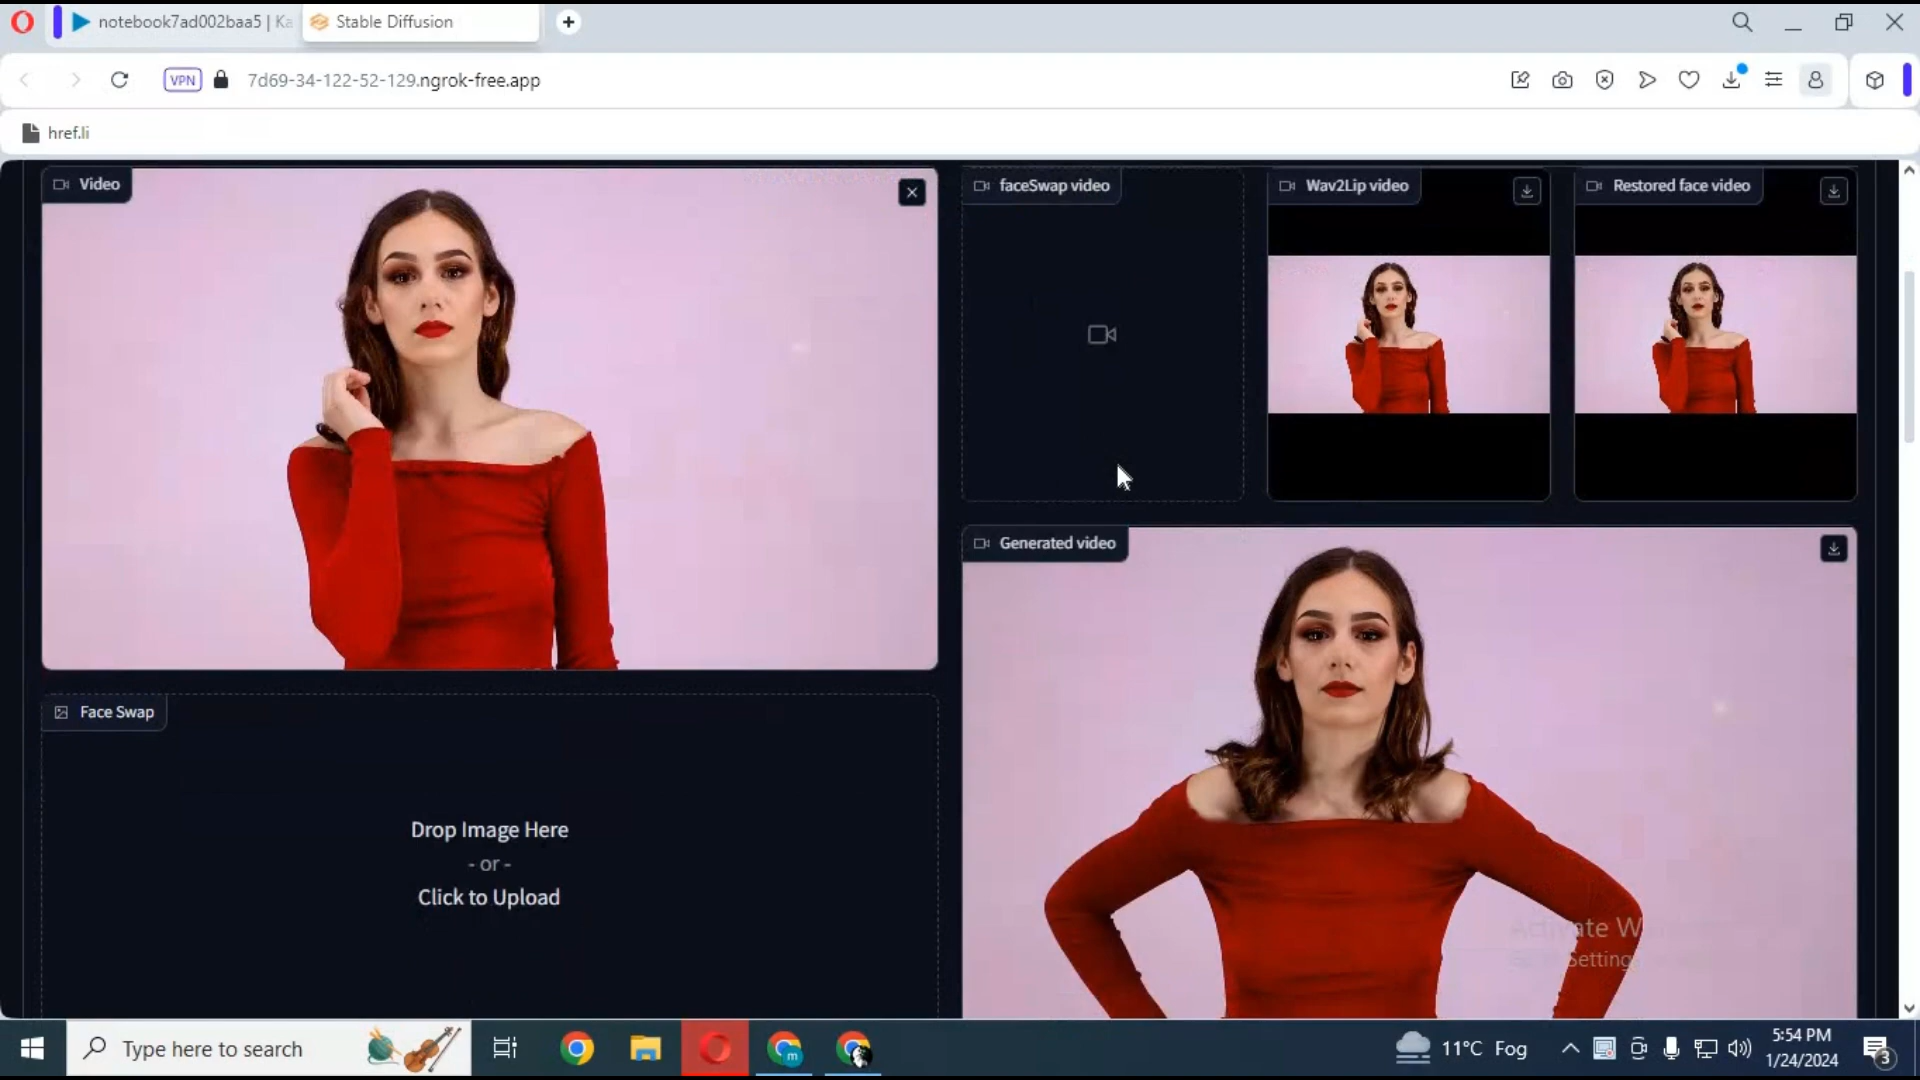 notebook7ad002baa5 | Ka
Stable Diffusion
VPN
7d69-34-122-52-129.ngrok-free.app
href.li
Video
faceSwap video
Wav2Lip video
Restored face video
Generated video
Face Swap
Drop Image Here
- or -
Click to Upload
Settings
Type here to search
m
11°C Fog
5:54 PM
1/24/2024
3